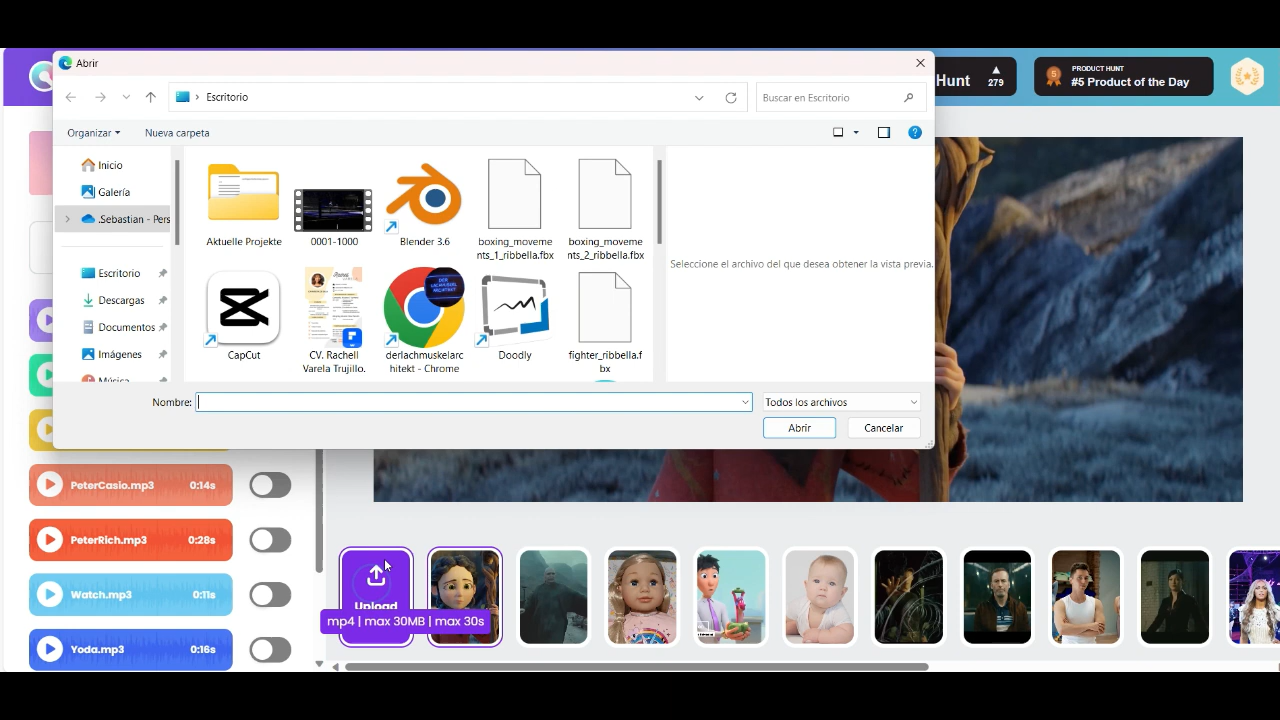 Abrir
Escritorio
Buscar en Escritorio
Hunt
▲
279
5
PRODUCT HUNT
#5 Product of the Day
Organizar
Nueva carpeta
?
Inicio
Galería
.Sebastian - Pers
Escritorio
Descargas
Documentos
Imágenes
Música
Aktuelle Projekte
0001-1000
Blender 3.6
boxing_moveme
nts_1_ribbella.fbx
boxing_moveme
nts_2_ribbella.fbx
CapCut
CV. Rachell
Varela Trujillo.
derlachmuskelarc
hitekt - Chrome
Doodly
fighter_ribbella.f
bx
Seleccione el archivo del que desea obtener la vista previa.
Nombre:
Todos los archivos
Abrir
Cancelar
PeterCasio.mp3 0:14s
PeterRich.mp3 0:28s
Watch.mp3 0:11s
Yoda.mp3 0:16s
Upload
mp4 | max 30MB | max 30s